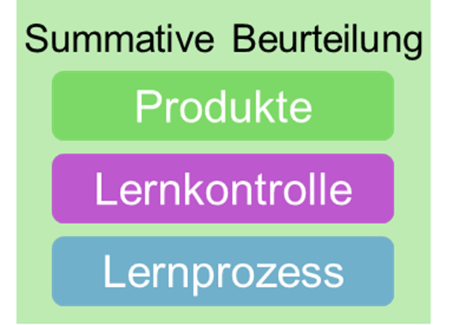 Summative Beurteilung
Produkte
Lernkontrolle
Lernprozess